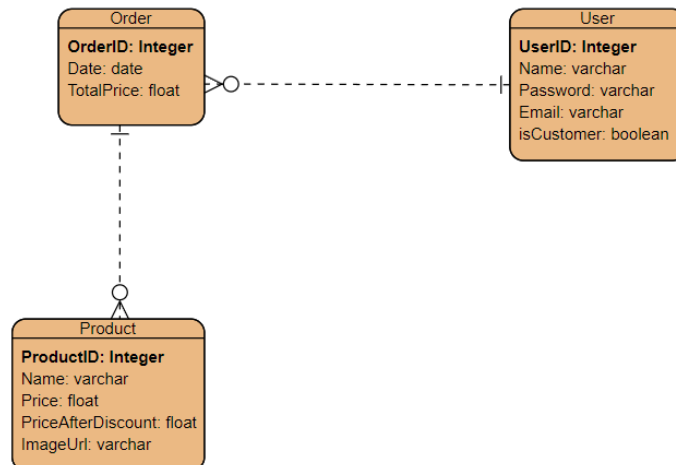 Order
OrderID: Integer
Date: date
TotalPrice: float
User
UserID: Integer
Name: varchar
Password: varchar
Email: varchar
isCustomer: boolean
Product
ProductID: Integer
Name: varchar
Price: float
PriceAfterDiscount: float
ImageUrl: varchar